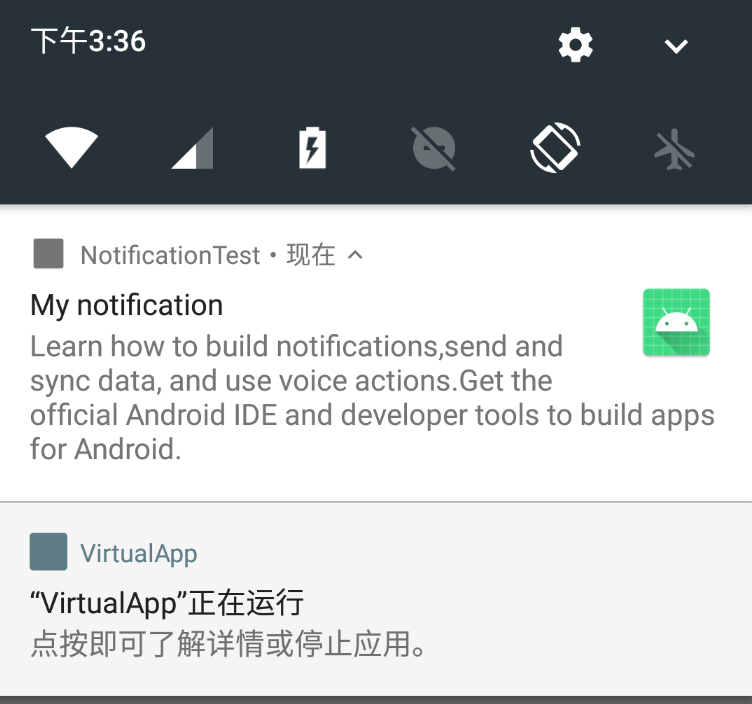 下午3:36
NotificationTest • 现在
My notification
Learn how to build notifications,send and
sync data, and use voice actions.Get the
official Android IDE and developer tools to build apps
for Android.
VirtualApp
“VirtualApp”正在运行
点按即可了解详情或停止应用。